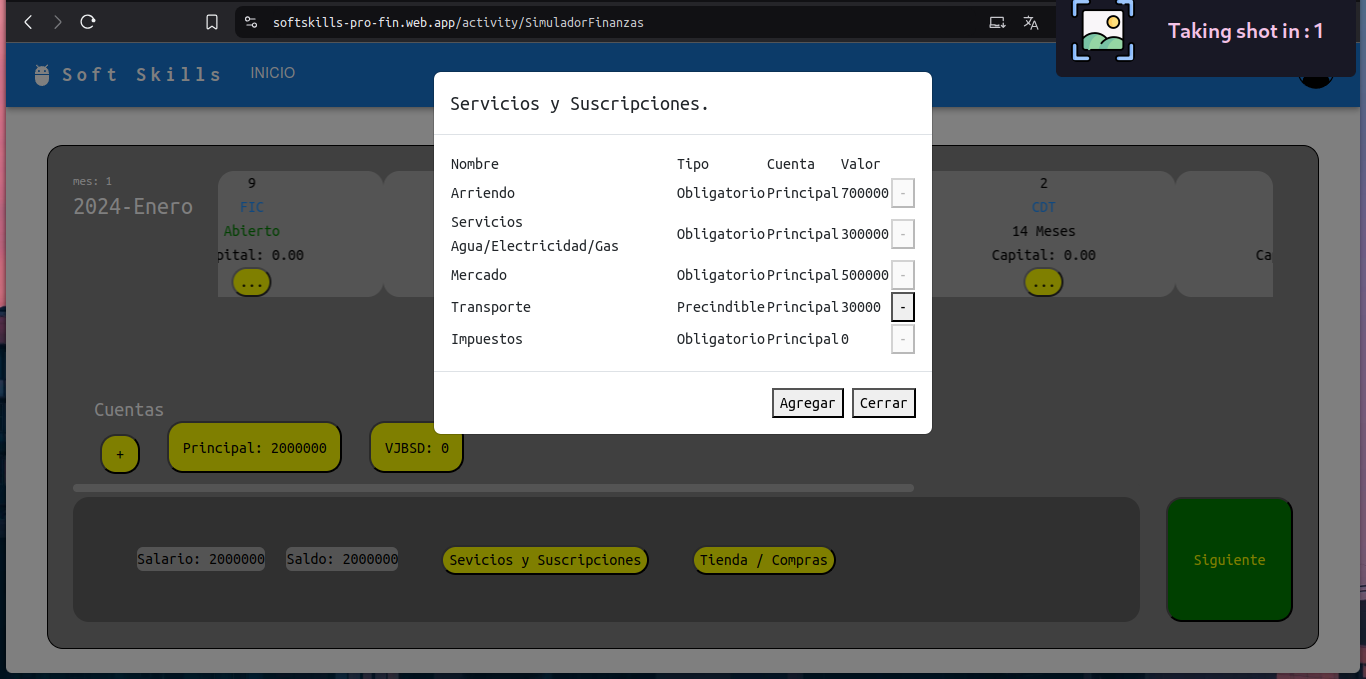 softskills-pro-fin.web.app/activity/SimuladorFinanzas
Taking shot in : 1
Soft Skills
INICIO
Servicios y Suscripciones.
Nombre Tipo Cuenta Valor
Arriendo Obligatorio Principal 700000 -
Servicios
Agua/Electricidad/Gas Obligatorio Principal 300000 -
Mercado Obligatorio Principal 500000 -
Transporte Precindible Principal 30000 -
Impuestos Obligatorio Principal 0 -
Agregar Cerrar
mes: 1
2024-Enero
9
FIC
Abierto
pital: 0.00
...
2
CDT
14 Meses
Capital: 0.00
...
Ca
Cuentas
+
Principal: 2000000
VJBSD: 0
Salario: 2000000
Saldo: 2000000
Sevicios y Suscripciones
Tienda / Compras
Siguiente